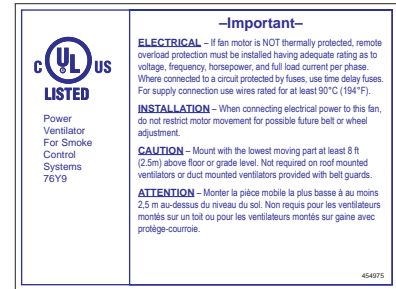 C UL US
LISTED
Power
Ventilator
For Smoke
Control
Systems
76Y9
–Important–
ELECTRICAL – If fan motor is NOT thermally protected, remote
overload protection must be installed having adequate rating as to
voltage, frequency, horsepower, and full load current per phase.
Where connected to a circuit protected by fuses, use time delay fuses.
For supply connection use wires rated for at least 90°C (194°F).
INSTALLATION – When connecting electrical power to this fan,
do not restrict motor movement for possible future belt or wheel
adjustment.
CAUTION – Mount with the lowest moving part at least 8 ft
(2.5m) above floor or grade level. Not required on roof mounted
ventilators or duct mounted ventilators provided with belt guards.
ATTENTION – Monter la pièce mobile la plus basse à au moins
2,5 m au-dessus du niveau du sol. Non requis pour les ventilateurs
montés sur un toit ou pour les ventilateurs montés sur gaine avec
protège-courroie.
454975